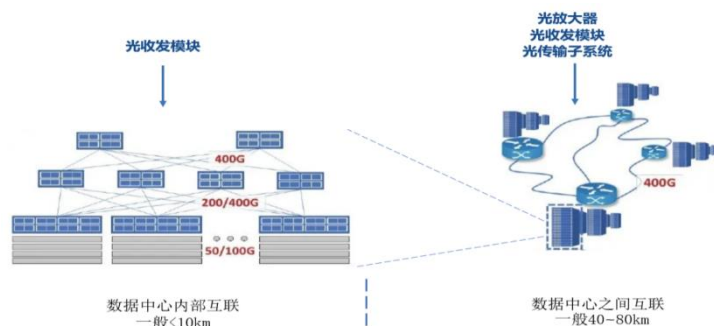 光收发模块
400G
200/400G
50/100G
数据中心内部互联
一般<10km
光放大器
光收发模块
光传输子系统
400G
数据中心之间互联
一般40~80km